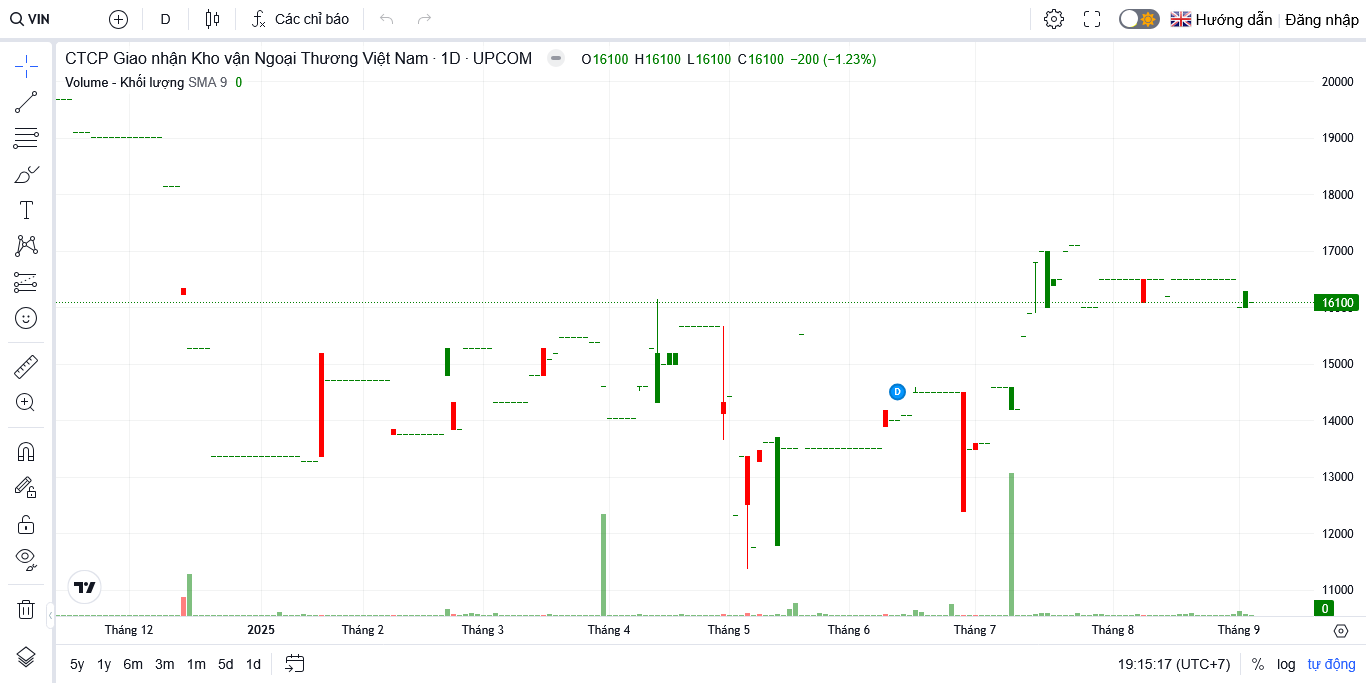 VIN D Các chỉ báo Hướng dẫn Đăng nhập
CTCP Giao nhận Kho vận Ngoại Thương Việt Nam · 1D · UPCOM O16100 H16100 L16100 C16100 −200 (−1.23%)
Volume - Khối lượng SMA 9 0
20000
19000
18000
17000
16100
15000
14000
13000
12000
11000
0
D
Tháng 12 2025 Tháng 2 Tháng 3 Tháng 4 Tháng 5 Tháng 6 Tháng 7 Tháng 8 Tháng 9
5y 1y 6m 3m 1m 5d 1d 19:15:17 (UTC+7) % log tự động